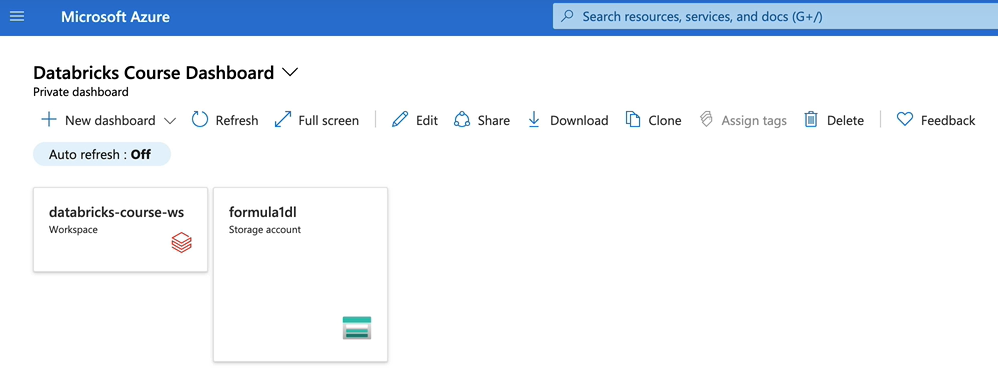 Microsoft Azure
Search resources, services, and docs (G+/)
Databricks Course Dashboard
Private dashboard
New dashboard Refresh Full screen Edit Share Download Clone Assign tags Delete Feedback
Auto refresh : Off
databricks-course-ws
Workspace
formula1dl
Storage account